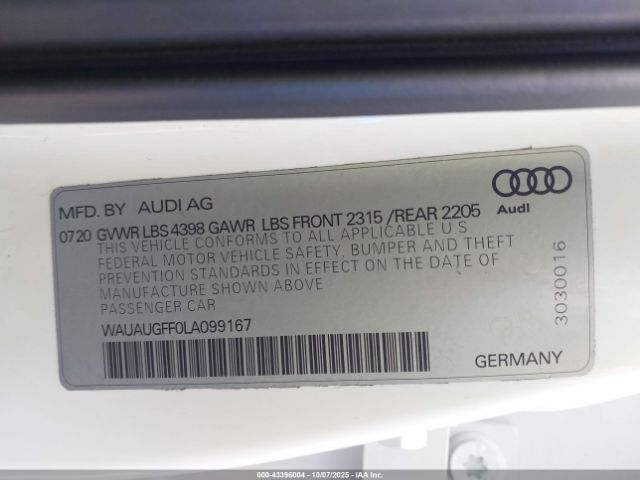 MFD. BY AUDI AG
Audi
07 20 GVWR LBS 4398 GAWR LBS FRONT 2315 /REAR 2205
THIS VEHICLE CONFORMS TO ALL APPLICABLE U.S
FEDERAL MOTOR VEHICLE SAFETY, BUMPER AND THEFT
PREVENTION STANDARDS IN EFFECT ON THE DATE OF
MANUFACTURE SHOWN ABOVE
PASSENGER CAR
3030016
WAUAUGFF0LA099167
GERMANY
000-43396004 | 10/07/2025 | © IAA, Inc.